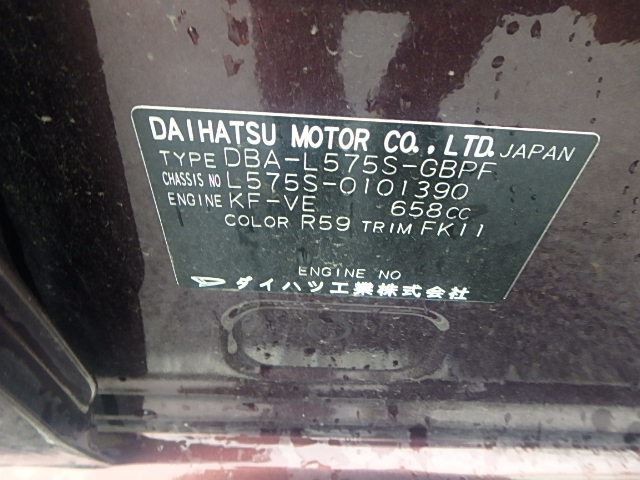 DAIHATSU MOTOR CO., LTD. JAPAN
TYPE DBA-L575S-GBPF
CHASSIS NO L575S-0101390
ENGINE KF-VE 658CC
COLOR R59 TRIM FK11
ENGINE NO
ダイハツ工業株式会社